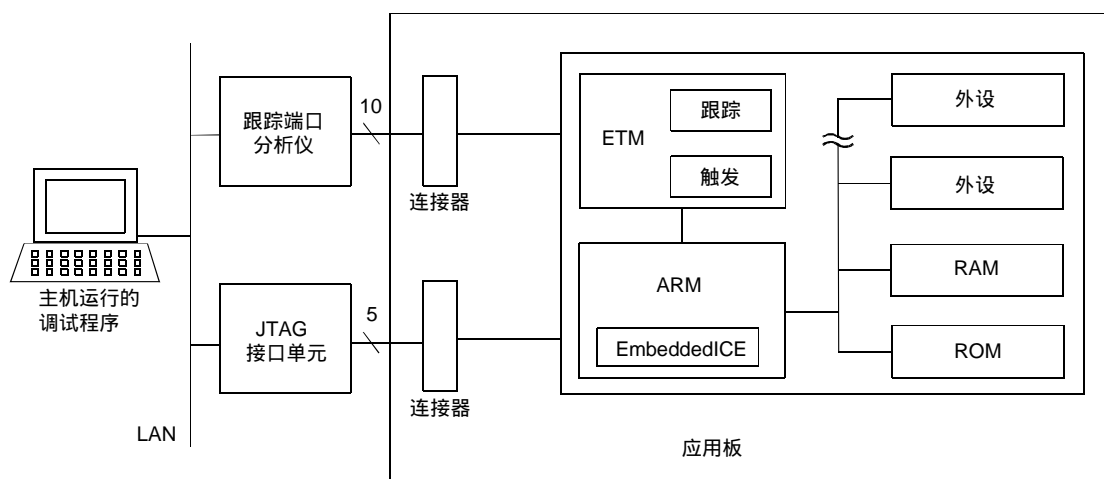 跟踪端口
分析仪
10
连接器
ETM
跟踪
触发
外设
外设
ARM
RAM
EmbeddedICE
ROM
主机运行的
调试程序
JTAG
接口单元
5
连接器
LAN
应用板